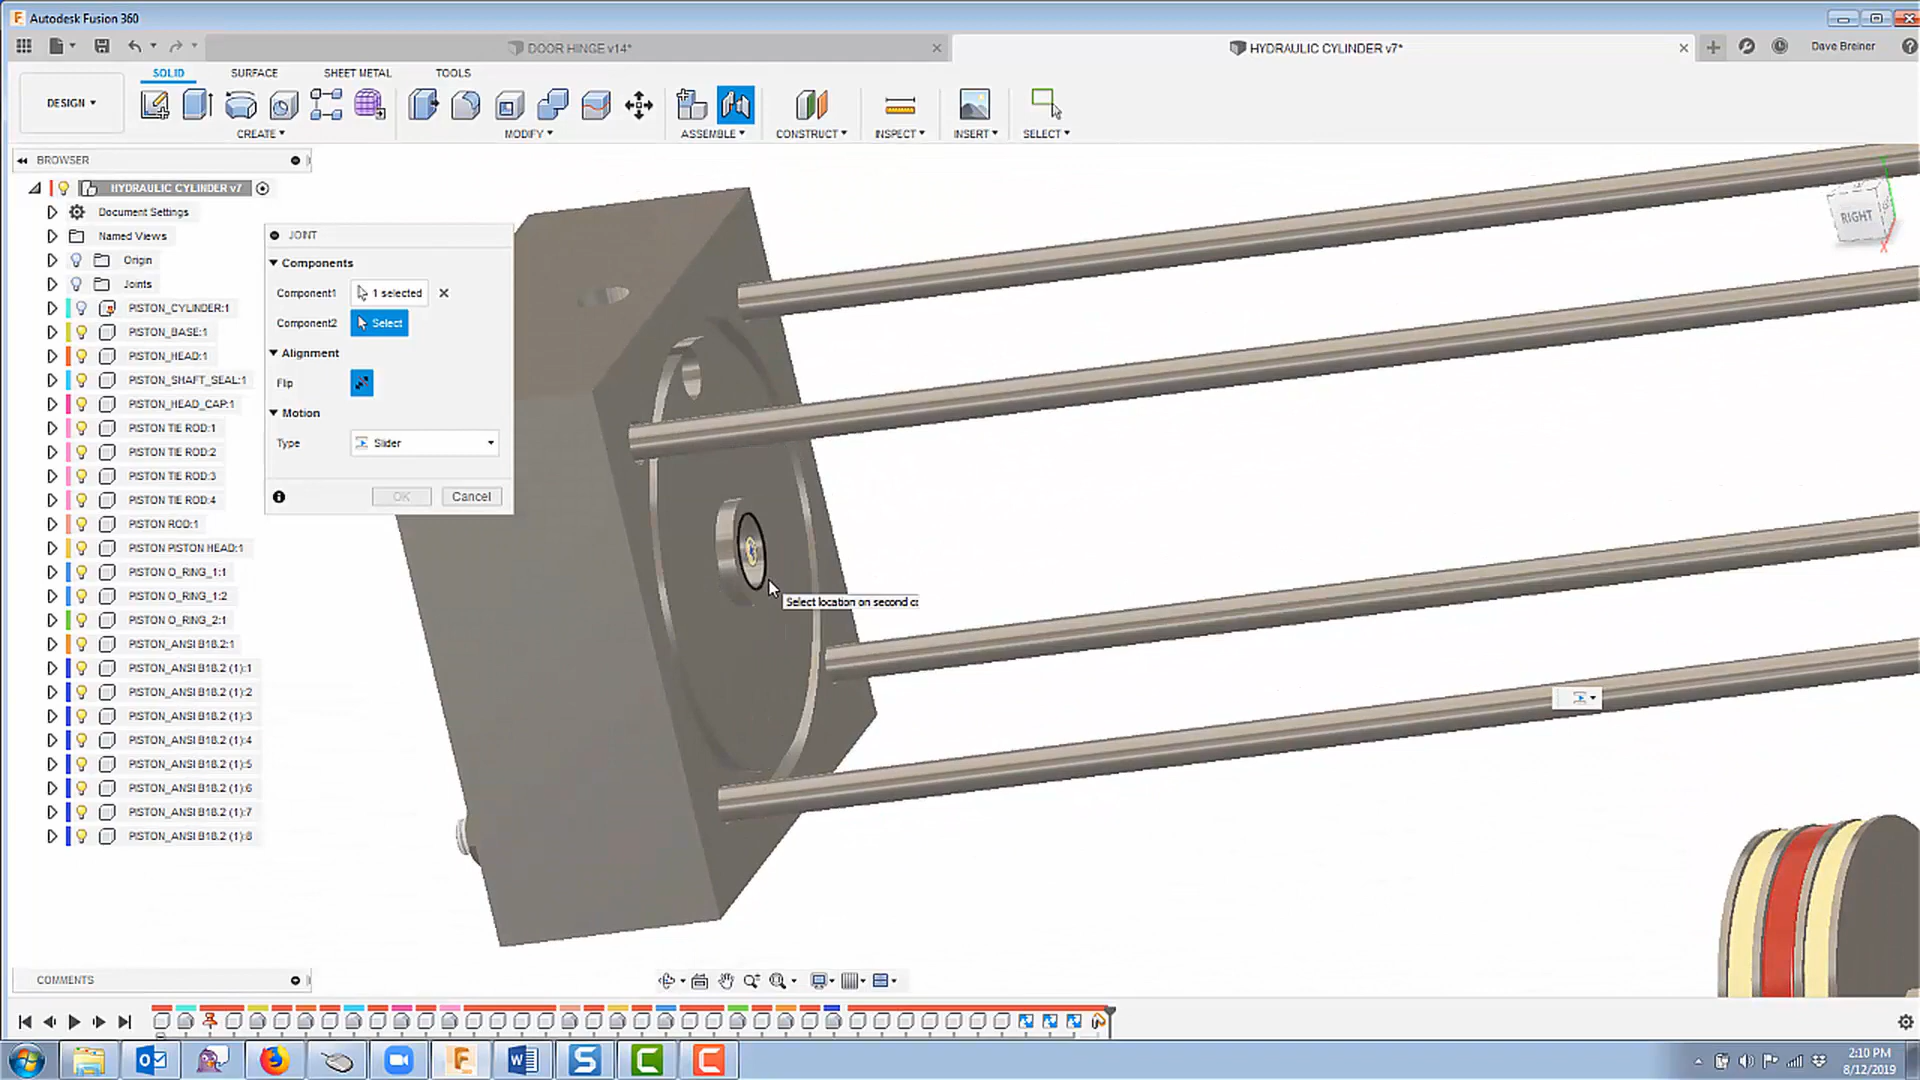 Autodesk Fusion 360
DOOR HINGE v14*
HYDRAULIC CYLINDER v7*
Dave Breiner
DESIGN
SOLID
SURFACE
SHEET METAL
TOOLS
CREATE
MODIFY
ASSEMBLE
CONSTRUCT
INSPECT
INSERT
SELECT
BROWSER
HYDRAULIC CYLINDER v7
Document Settings
Named Views
Origin
Joints
PISTON_CYLINDER:1
PISTON_BASE:1
PISTON_HEAD:1
PISTON_SHAFT_SEAL:1
PISTON_HEAD_CAP:1
PISTON TIE ROD:1
PISTON TIE ROD:2
PISTON TIE ROD:3
PISTON TIE ROD:4
PISTON ROD:1
PISTON PISTON HEAD:1
PISTON O_RING_1:1
PISTON O_RING_1:2
PISTON O_RING_2:1
PISTON_ANSI B18.2:1
PISTON_ANSI B18.2 (1):1
PISTON_ANSI B18.2 (1):2
PISTON_ANSI B18.2 (1):3
PISTON_ANSI B18.2 (1):4
PISTON_ANSI B18.2 (1):5
PISTON_ANSI B18.2 (1):6
PISTON_ANSI B18.2 (1):7
PISTON_ANSI B18.2 (1):8
JOINT
Components
Component1 1 selected
Component2 Select
Alignment
Flip
Motion
Type Slider
OK Cancel
Select location on second co
RIGHT
COMMENTS
2:10 PM
8/12/2019